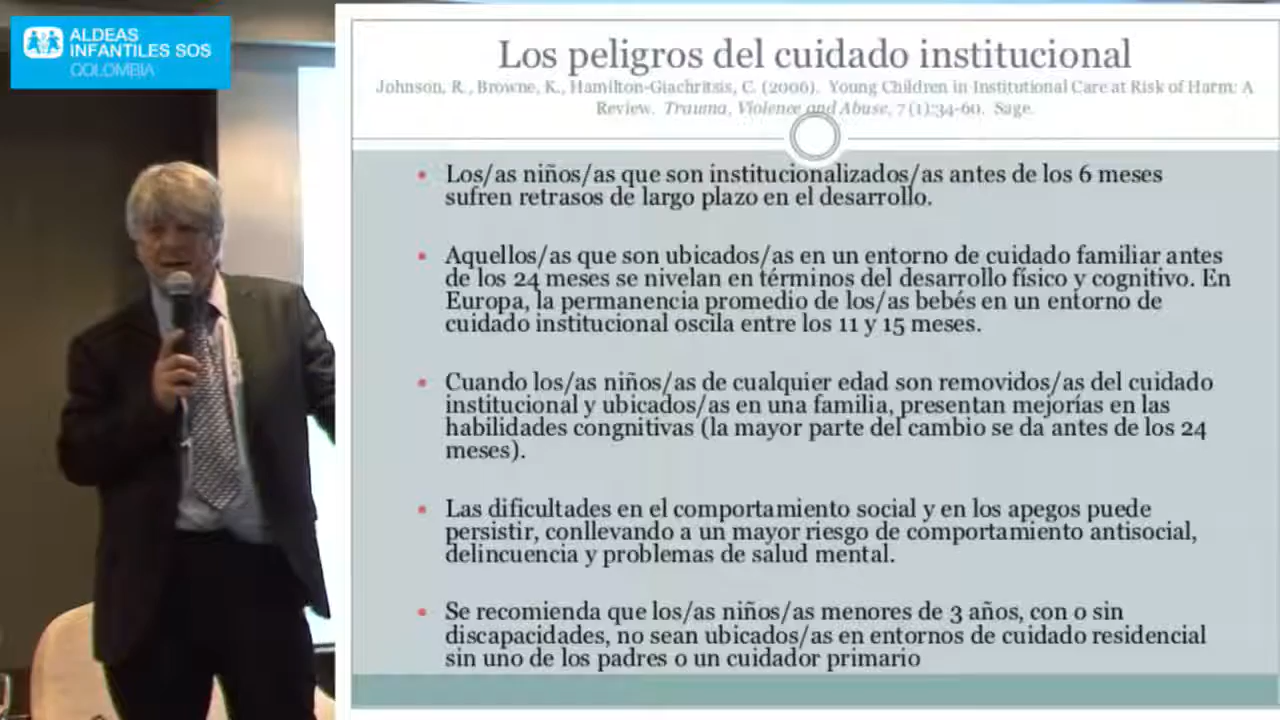 ALDEAS
INFANTILES SOS
COLOMBIA
Los peligros del cuidado institucional
Johnson, R., Browne, K., Hamilton-Giachritsis, C. (2006). Young Children in Institutional Care at Risk of Harm: A
Review. Trauma, Violence and Abuse, 7 (1):34-60. Sage.
• Los/as niños/as que son institucionalizados/as antes de los 6 meses
sufren retrasos de largo plazo en el desarrollo.
• Aquellos/as que son ubicados/as en un entorno de cuidado familiar antes
de los 24 meses se nivelan en términos del desarrollo físico y cognitivo. En
Europa, la permanencia promedio de los/as bebés en un entorno de
cuidado institucional oscila entre los 11 y 15 meses.
• Cuando los/as niños/as de cualquier edad son removidos/as del cuidado
institucional y ubicados/as en una familia, presentan mejorías en las
habilidades congnitivas (la mayor parte del cambio se da antes de los 24
meses).
• Las dificultades en el comportamiento social y en los apegos puede
persistir, conllevando a un mayor riesgo de comportamiento antisocial,
delincuencia y problemas de salud mental.
• Se recomienda que los/as niños/as menores de 3 años, con o sin
discapacidades, no sean ubicados/as en entornos de cuidado residencial
sin uno de los padres o un cuidador primario